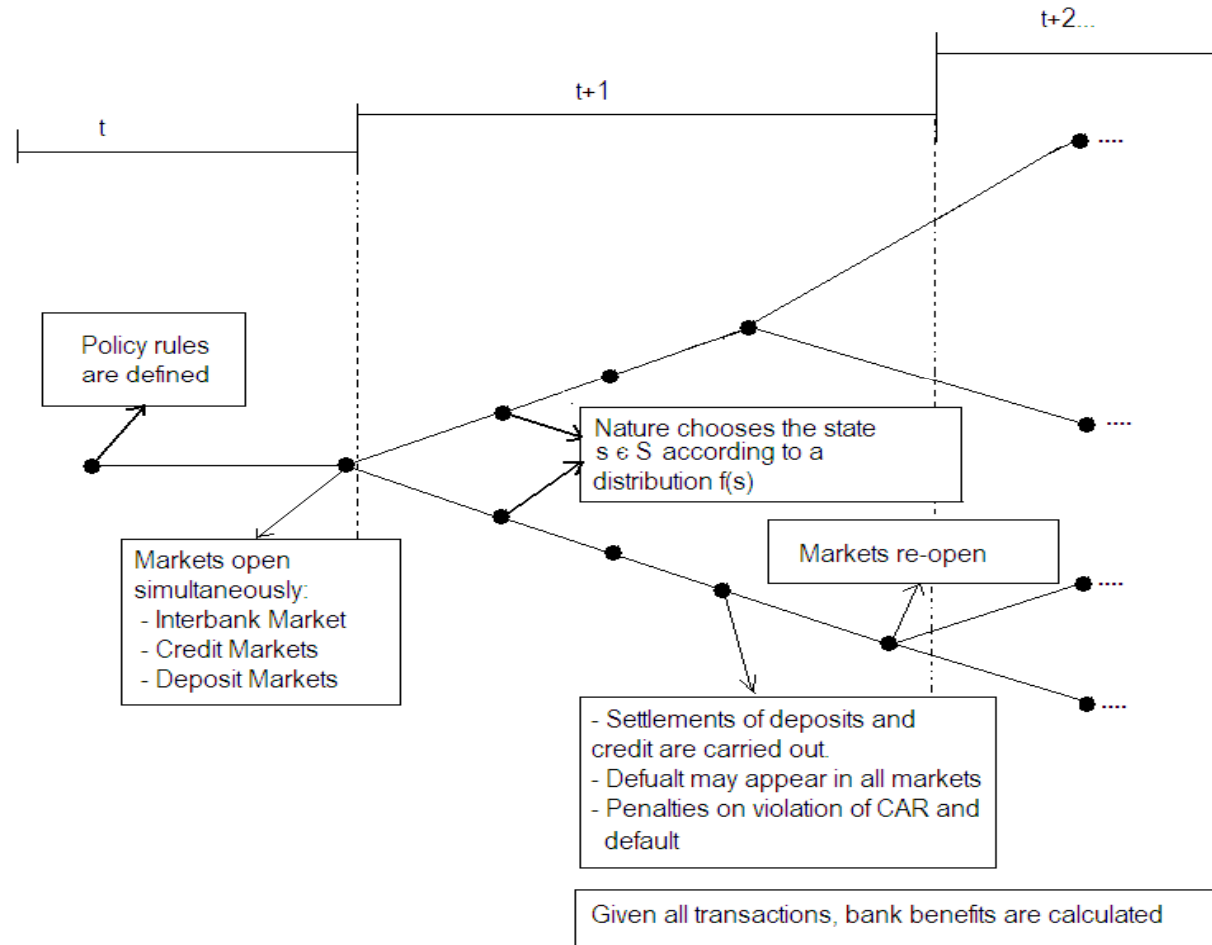 t+2...
t+1
t
....
Policy rules
are defined
....
Nature chooses the state
s є S according to a
distribution f(s)
Markets open
simultaneously:
- Interbank Market
- Credit Markets
- Deposit Markets
Markets re-open
....
....
- Settlements of deposits and
credit are carried out.
- Defualt may appear in all markets
- Penalties on violation of CAR and
default
Given all transactions, bank benefits are calculated